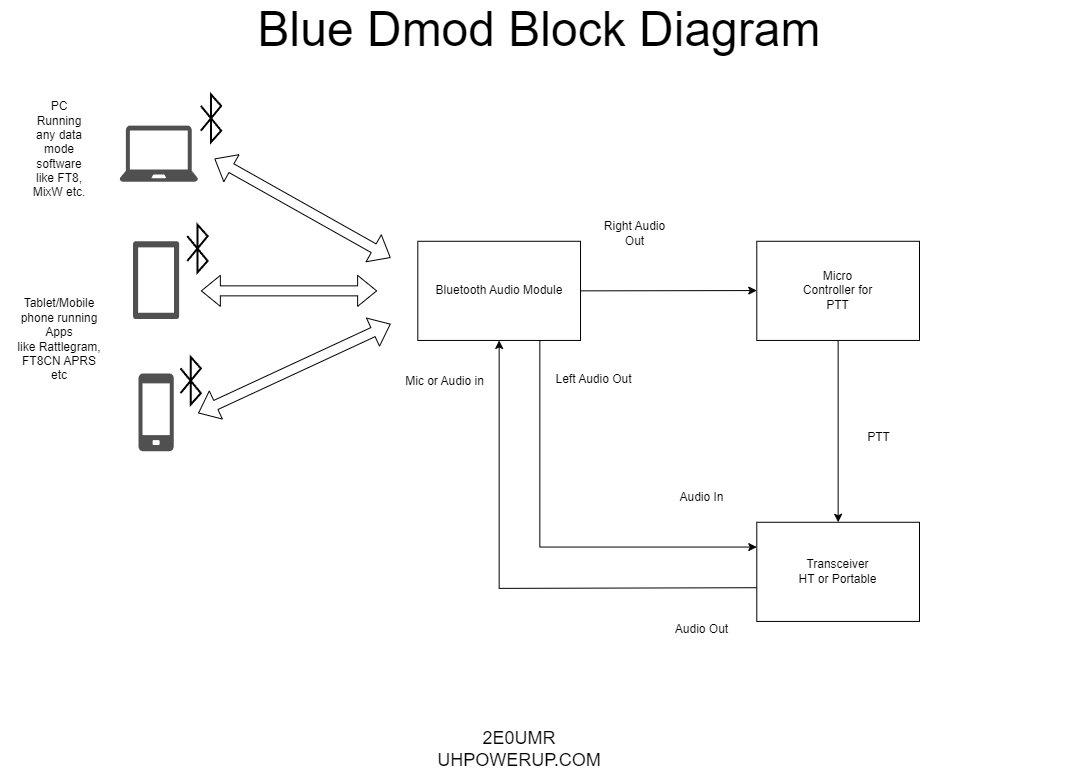 Blue Dmod Block Diagram
PC
Running
any data
mode
software
like FT8,
MixW etc.
Tablet/Mobile
phone running
Apps
like Rattlegram,
FT8CN APRS
etc
Bluetooth Audio Module
Right Audio
Out
Micro
Controller for
PTT
Mic or Audio in
Left Audio Out
PTT
Audio In
Transceiver
HT or Portable
Audio Out
2E0UMR
UHPOWERUP.COM